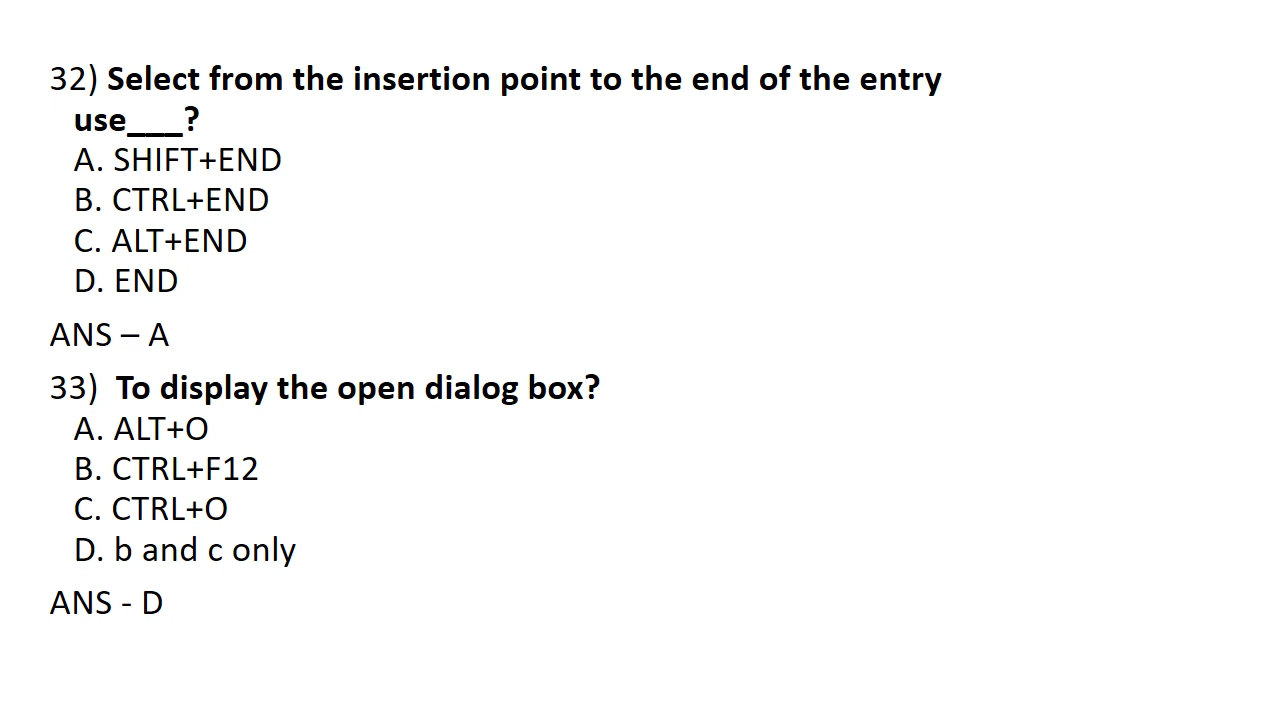 32) Select from the insertion point to the end of the entry
use___?
A. SHIFT+END
B. CTRL+END
C. ALT+END
D. END
ANS – A
33) To display the open dialog box?
A. ALT+O
B. CTRL+F12
C. CTRL+O
D. b and c only
ANS - D